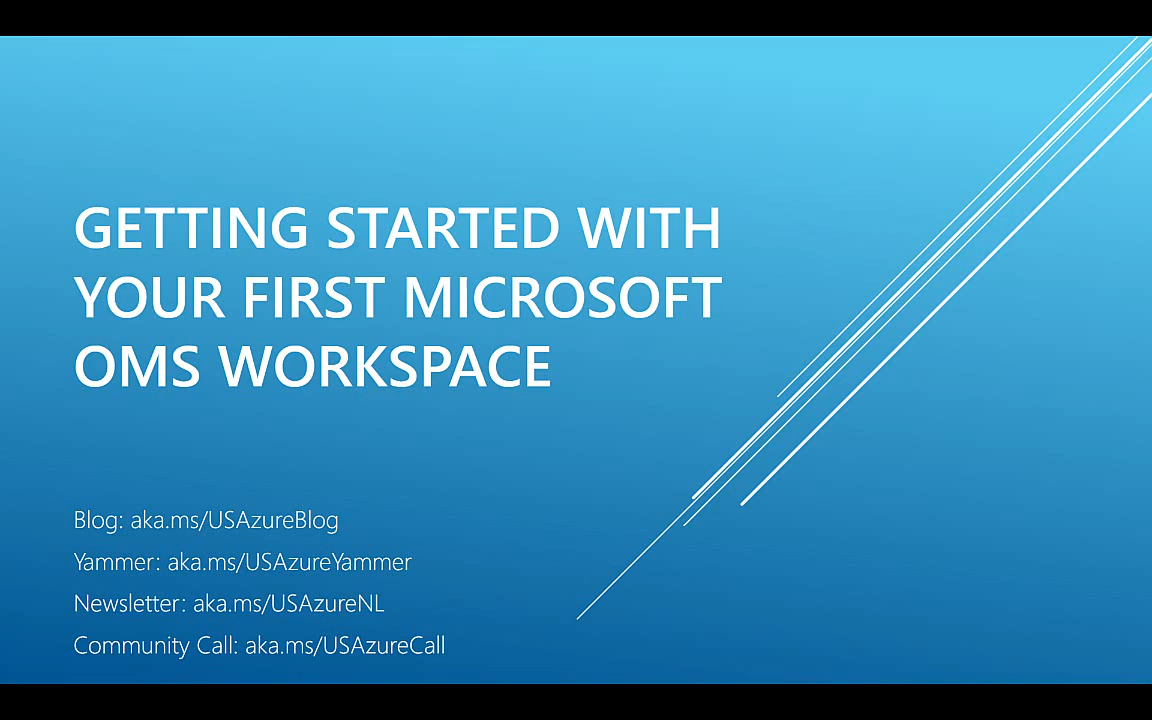 GETTING STARTED WITH
YOUR FIRST MICROSOFT
OMS WORKSPACE
Blog: aka.ms/USAzureBlog
Yammer: aka.ms/USAzureYammer
Newsletter: aka.ms/USAzureNL
Community Call: aka.ms/USAzureCall